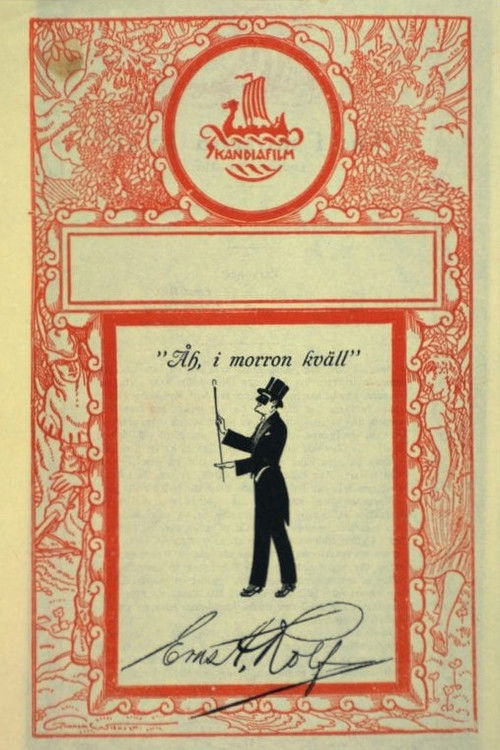 SKANDIAFILM
"Åh, i morron kväll"
Ernst Rolf